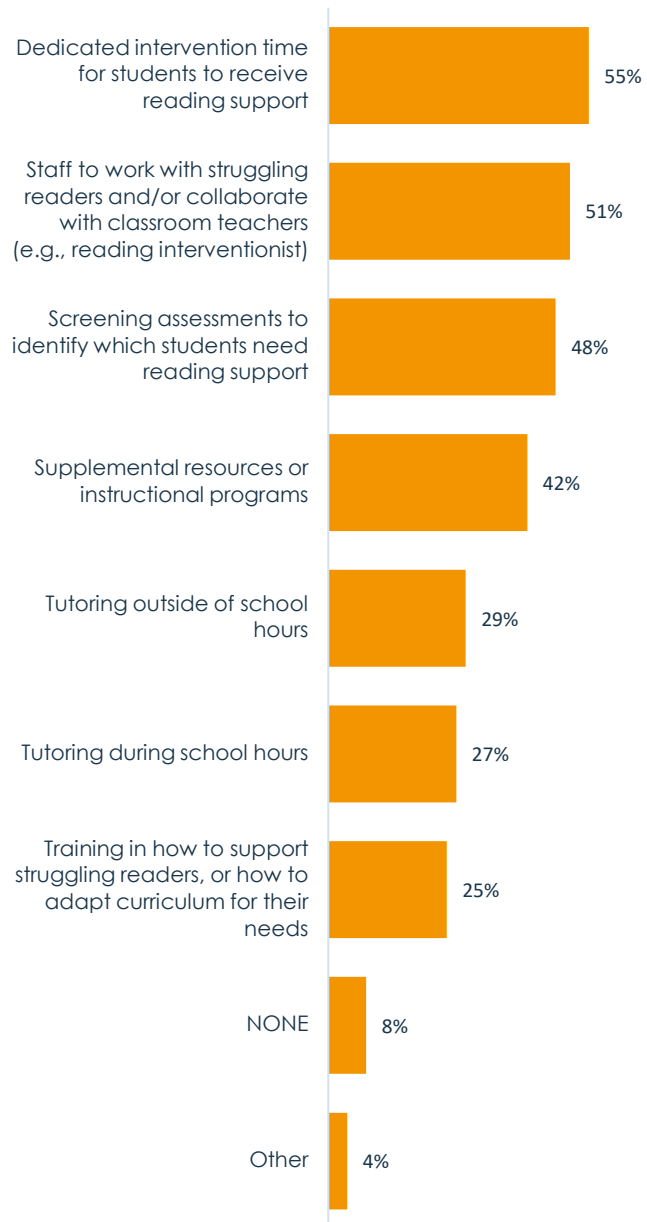 Dedicated intervention time
for students to receive
reading support
55%
Staff to work with struggling
readers and/or collaborate
with classroom teachers
(e.g., reading interventionist)
51%
Screening assessments to
identify which students need
reading support
48%
Supplemental resources or
instructional programs
42%
Tutoring outside of school
hours
29%
Tutoring during school hours
27%
Training in how to support
struggling readers, or how to
adapt curriculum for their
needs
25%
NONE
8%
Other
4%